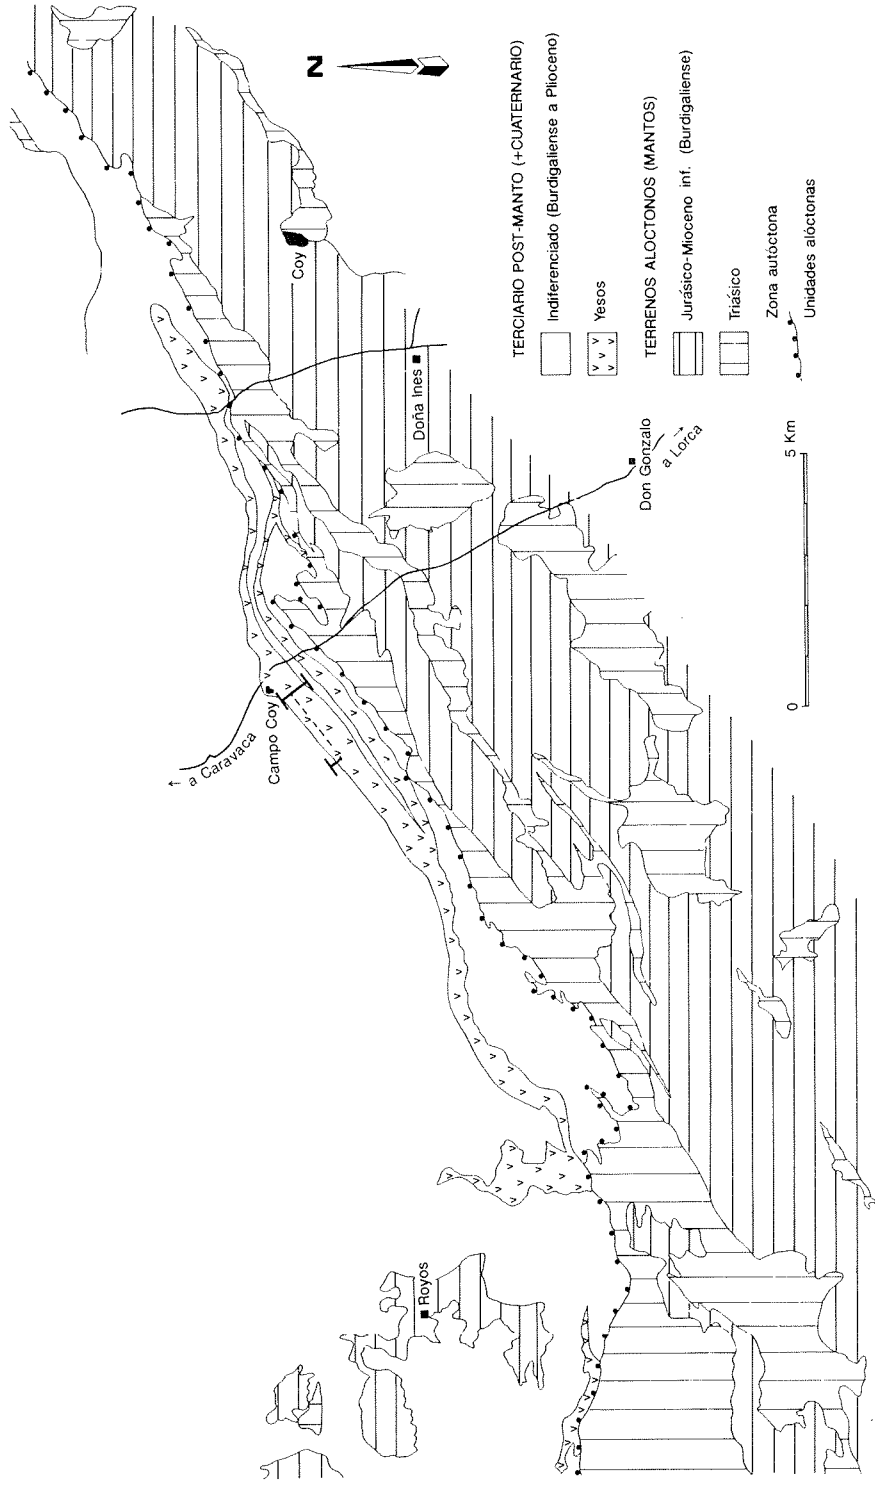 N
Coy
Doña Ines
Don Gonzalo
a Lorca →
← a Caravaca
Campo Coy
Royos
0 5 Km
TERCIARIO POST-MANTO (+CUATERNARIO)
Indiferenciado (Burdigaliense a Plioceno)
Yesos
TERRENOS ALOCTONOS (MANTOS)
Jurásico-Mioceno inf. (Burdigaliense)
Triásico
Zona autóctona
Unidades alóctonas